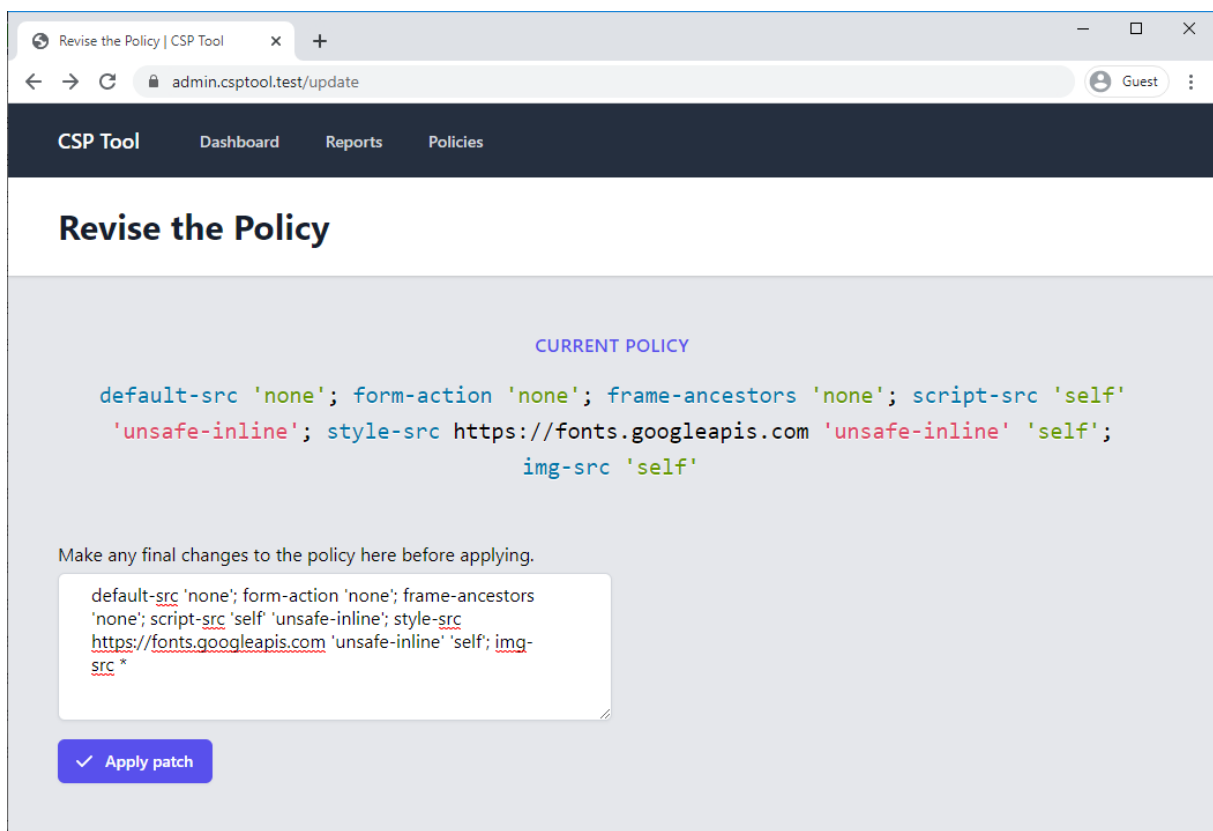 Revise the Policy | CSP Tool
admin.csptool.test/update
Guest
CSP Tool Dashboard Reports Policies
Revise the Policy
CURRENT POLICY
default-src 'none'; form-action 'none'; frame-ancestors 'none'; script-src 'self'
'unsafe-inline'; style-src https://fonts.googleapis.com 'unsafe-inline' 'self';
img-src 'self'
Make any final changes to the policy here before applying.
default-src 'none'; form-action 'none'; frame-ancestors
'none'; script-src 'self' 'unsafe-inline'; style-src
https://fonts.googleapis.com 'unsafe-inline' 'self'; img-
src *
Apply patch